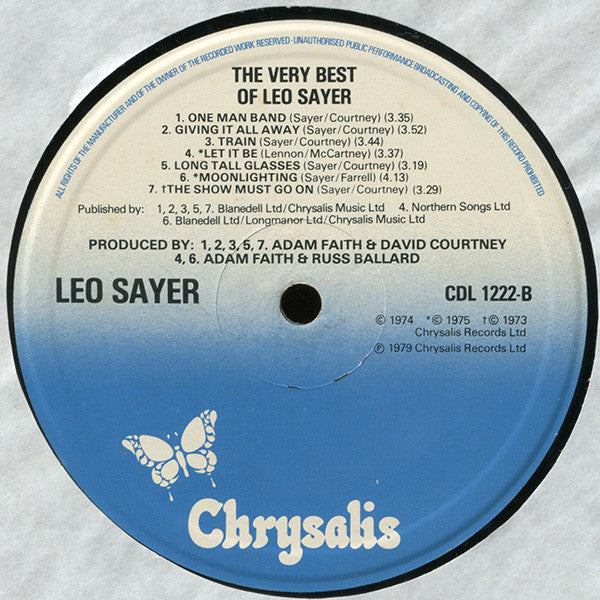 ALL RIGHTS OF THE MANUFACTURER AND OF THE OWNER OF THE RECORDED WORK RESERVED · UNAUTHORISED PUBLIC PERFORMANCE BROADCASTING AND COPYING OF THIS RECORD PROHIBITED
THE VERY BEST
OF LEO SAYER
1. ONE MAN BAND (Sayer/Courtney) (3.35)
2. GIVING IT ALL AWAY (Sayer/Courtney) (3.52)
3. TRAIN (Sayer/Courtney) (3.44)
4. *LET IT BE (Lennon/McCartney) (3.37)
5. LONG TALL GLASSES (Sayer/Courtney) (3.19)
6. *MOONLIGHTING (Sayer/Farrell) (4.13)
7. †THE SHOW MUST GO ON (Sayer/Courtney) (3.29)
Published by: 1, 2, 3, 5, 7. Blanedell Ltd/Chrysalis Music Ltd 4. Northern Songs Ltd
6. Blanedell Ltd/Longmanor Ltd/Chrysalis Music Ltd
PRODUCED BY: 1, 2, 3, 5, 7. ADAM FAITH & DAVID COURTNEY
4, 6. ADAM FAITH & RUSS BALLARD
LEO SAYER CDL 1222-B
© 1974 *© 1975 †© 1973
Chrysalis Records Ltd
℗ 1979 Chrysalis Records Ltd
Chrysalis